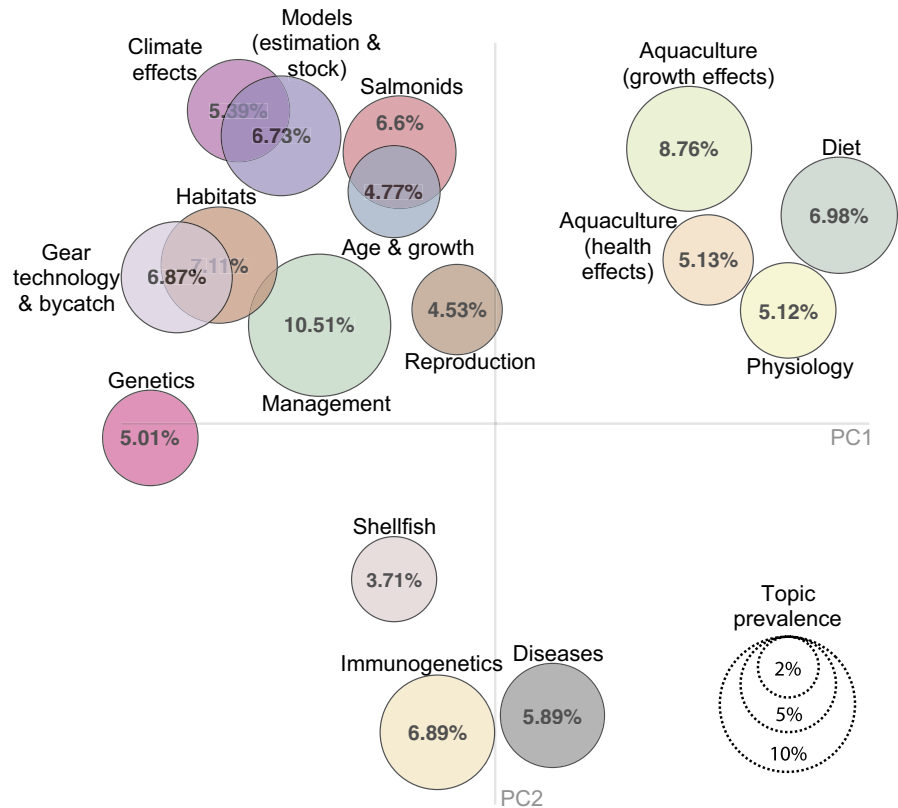 Models
(estimation &
stock)
Climate
effects
5.39%
6.73%
Salmonids
6.6%
4.77%
Age & growth
Aquaculture
(growth effects)
8.76%
Diet
6.98%
Aquaculture
(health
effects)
5.13%
5.12%
Physiology
Habitats
7.11%
Gear
technology
& bycatch
6.87%
10.51%
Management
4.53%
Reproduction
Genetics
5.01%
PC1
Shellfish
3.71%
Immunogenetics
6.89%
Diseases
5.89%
Topic
prevalence
2%
5%
10%
PC2